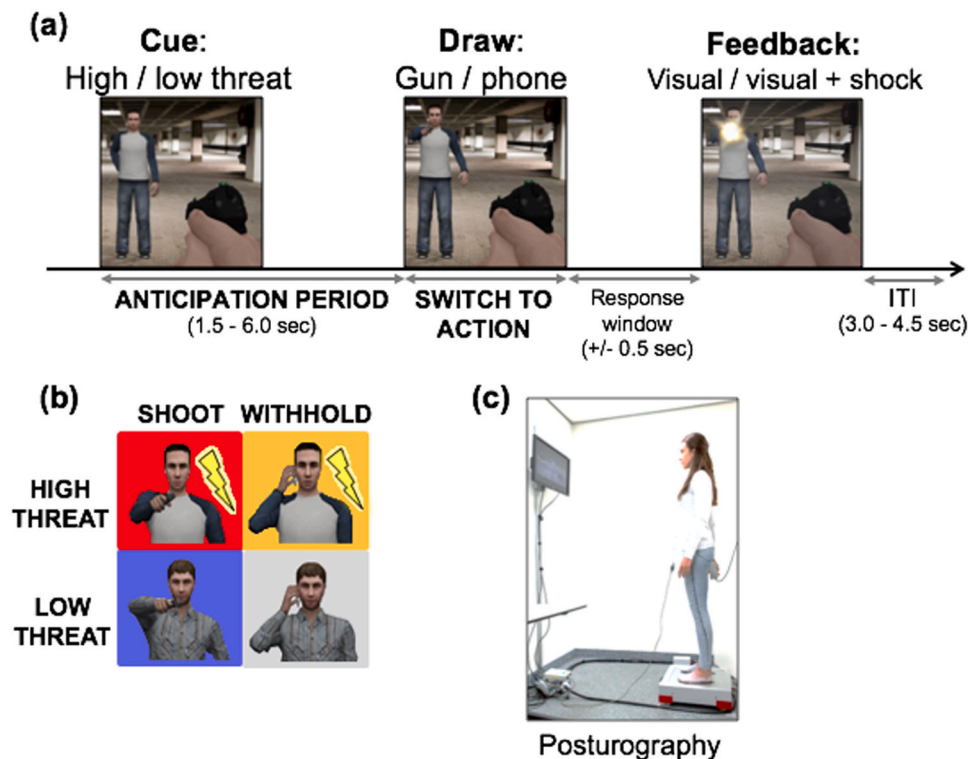 (a)
Cue:
High / low threat
Draw:
Gun / phone
Feedback:
Visual / visual + shock
ANTICIPATION PERIOD
(1.5 - 6.0 sec)
SWITCH TO
ACTION
Response
window
(+/- 0.5 sec)
ITI
(3.0 - 4.5 sec)
(b)
SHOOT WITHHOLD
HIGH
THREAT
LOW
THREAT
(c)
Posturography